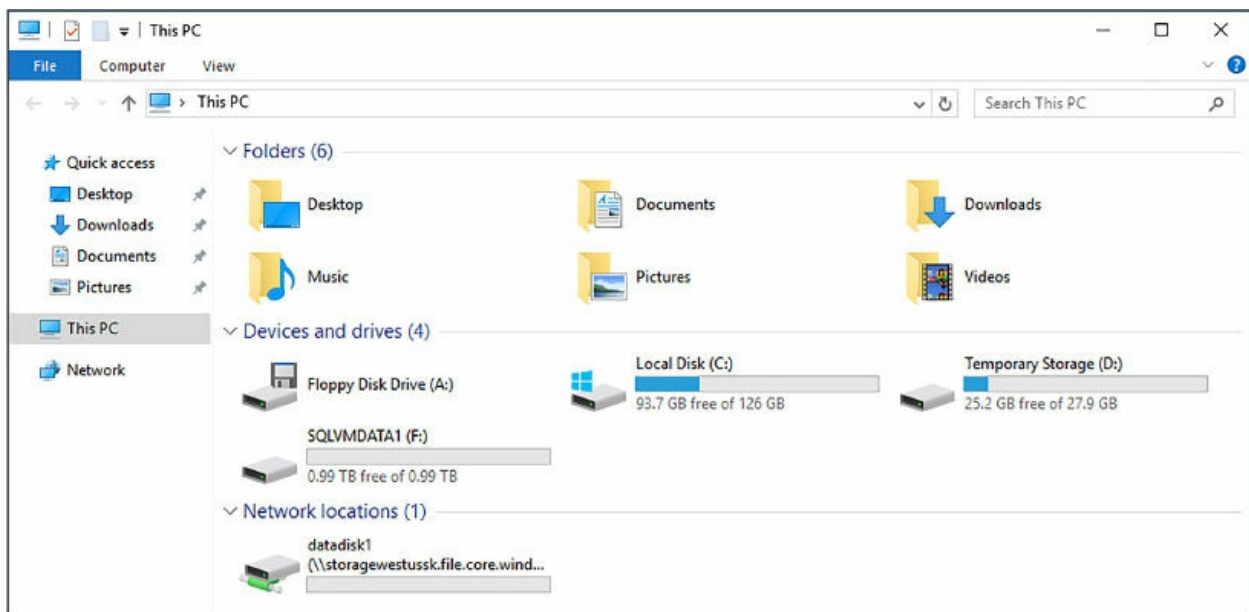 This PC
File Computer View
This PC
Search This PC
Quick access
Desktop
Downloads
Documents
Pictures
This PC
Network
Folders (6)
Desktop Documents Downloads
Music Pictures Videos
Devices and drives (4)
Floppy Disk Drive (A:)
Local Disk (C:)
93.7 GB free of 126 GB
Temporary Storage (D:)
25.2 GB free of 27.9 GB
SQLVMDATA1 (F:)
0.99 TB free of 0.99 TB
Network locations (1)
datadisk1
(\\storagewestussk.file.core.wind...